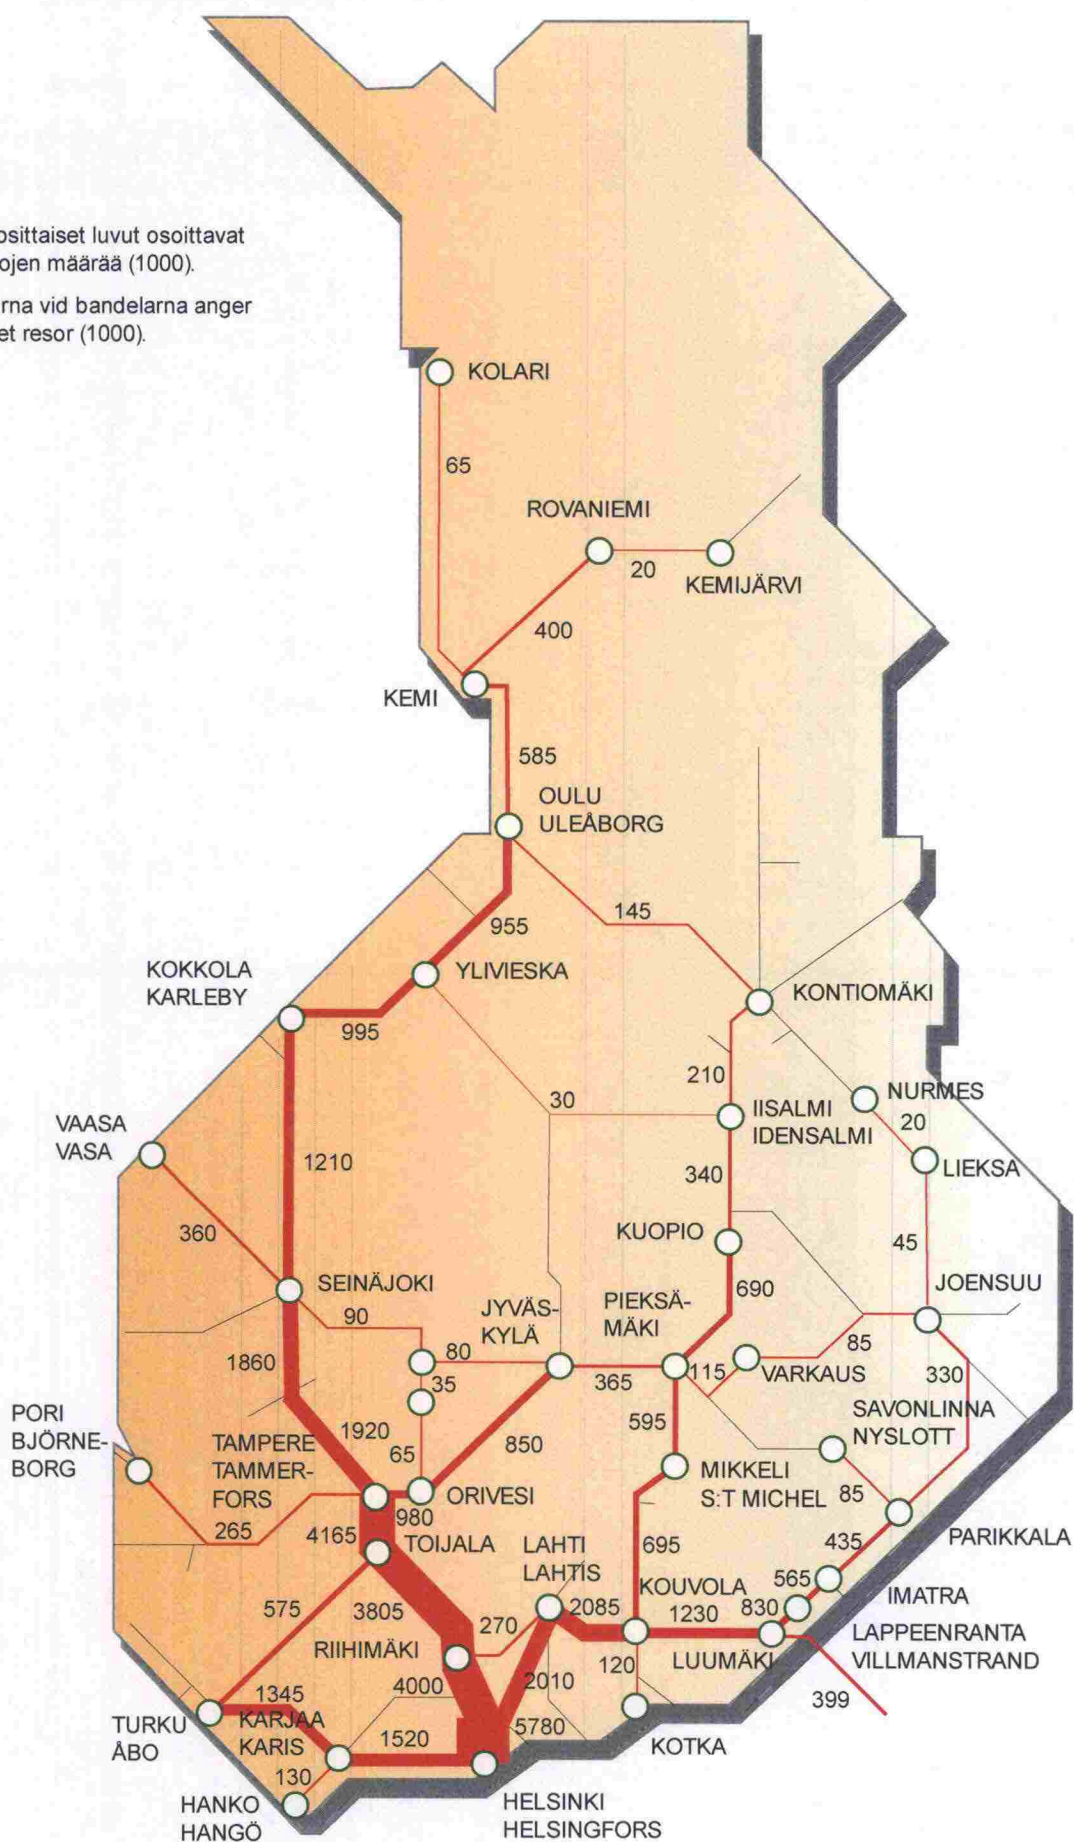 osittaiset luvut osoittavat
ojen määrää (1000).
rna vid bandelarna anger
et resor (1000).
KOLARI
65
ROVANIEMI
20
KEMIJÄRVI
400
KEMI
585
OULU
ULEÅBORG
145
955
KOKKOLA
KARLEBY
YLIVIESKA
KONTIOMÄKI
995
210
NURMES
30
IISALMI
IDENSALMI
20
VAASA
VASA
1210
LIEKSA
340
360
KUOPIO
45
SEINÄJOKI
690
JOENSUU
90
JYVÄS-
KYLÄ
PIEKSÄ-
MÄKI
85
1860
80
115
VARKAUS
330
35
365
PORI
BJÖRNE-
BORG
1920
SAVONLINNA
NYSLOTT
TAMPERE
TAMMER-
FORS
65
850
595
MIKKELI
S:T MICHEL
85
ORIVESI
980
265
4165
TOIJALA
LAHTI
LAHTIS
695
435
PARIKKALA
KOUVOLA
565
IMATRA
575
3805
270
2085
1230
830
LAPPEENRANTA
VILLMANSTRAND
RIIHIMÄKI
LUUMÄKI
120
2010
4000
1345
399
TURKU
ÅBO
KARJAA
KARIS
1520
5780
KOTKA
130
HANKO
HANGÖ
HELSINKI
HELSINGFORS